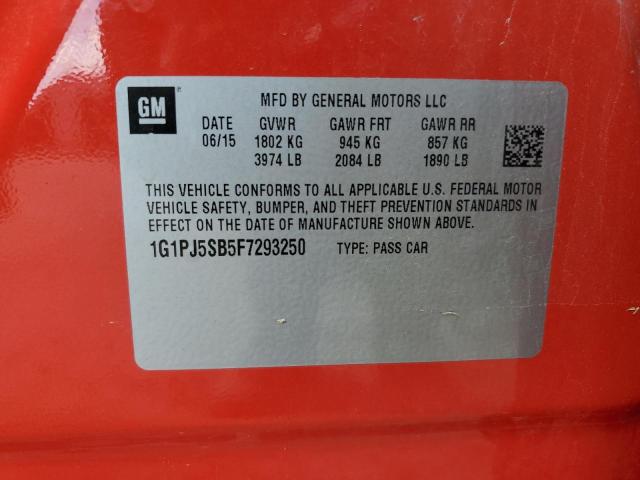 GM
MFD BY GENERAL MOTORS LLC
DATE GVWR GAWR FRT GAWR RR
06/15 1802 KG 945 KG 857 KG
3974 LB 2084 LB 1890 LB
THIS VEHICLE CONFORMS TO ALL APPLICABLE U.S. FEDERAL MOTOR
VEHICLE SAFETY, BUMPER, AND THEFT PREVENTION STANDARDS IN
EFFECT ON THE DATE OF MANUFACTURE SHOWN ABOVE.
1G1PJ5SB5F7293250 TYPE: PASS CAR